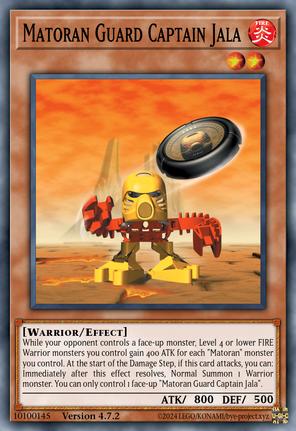 Matoran Guard Captain Jala
FIRE
炎
[Warrior/Effect]
While your opponent controls a face-up monster, Level 4 or lower FIRE
Warrior monsters you control gain 400 ATK for each "Matoran" monster
you control. At the start of the Damage Step, if this card attacks, you can:
Immediately after this effect resolves, Normal Summon 1 Warrior
monster. You can only control 1 face-up "Matoran Guard Captain Jala".
ATK/ 800 DEF/ 500
10100145 Version 4.7.2 ©2024 LEGO/KONAMI/bye-project.xyz